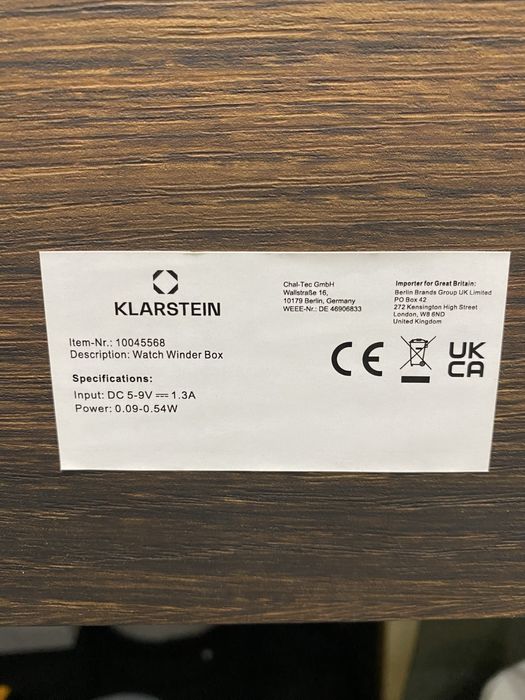 KLARSTEIN
Item-Nr.: 10045568
Description: Watch Winder Box
Specifications:
Input: DC 5-9V ⎓ 1.3A
Power: 0.09-0.54W
Chal-Tec GmbH
Wallstraße 16,
10179 Berlin, Germany
WEEE-Nr.: DE 46906833
Importer for Great Britain:
Berlin Brands Group UK Limited
PO Box 42
272 Kensington High Street
London, W8 6ND
United Kingdom
CE
UK
CA